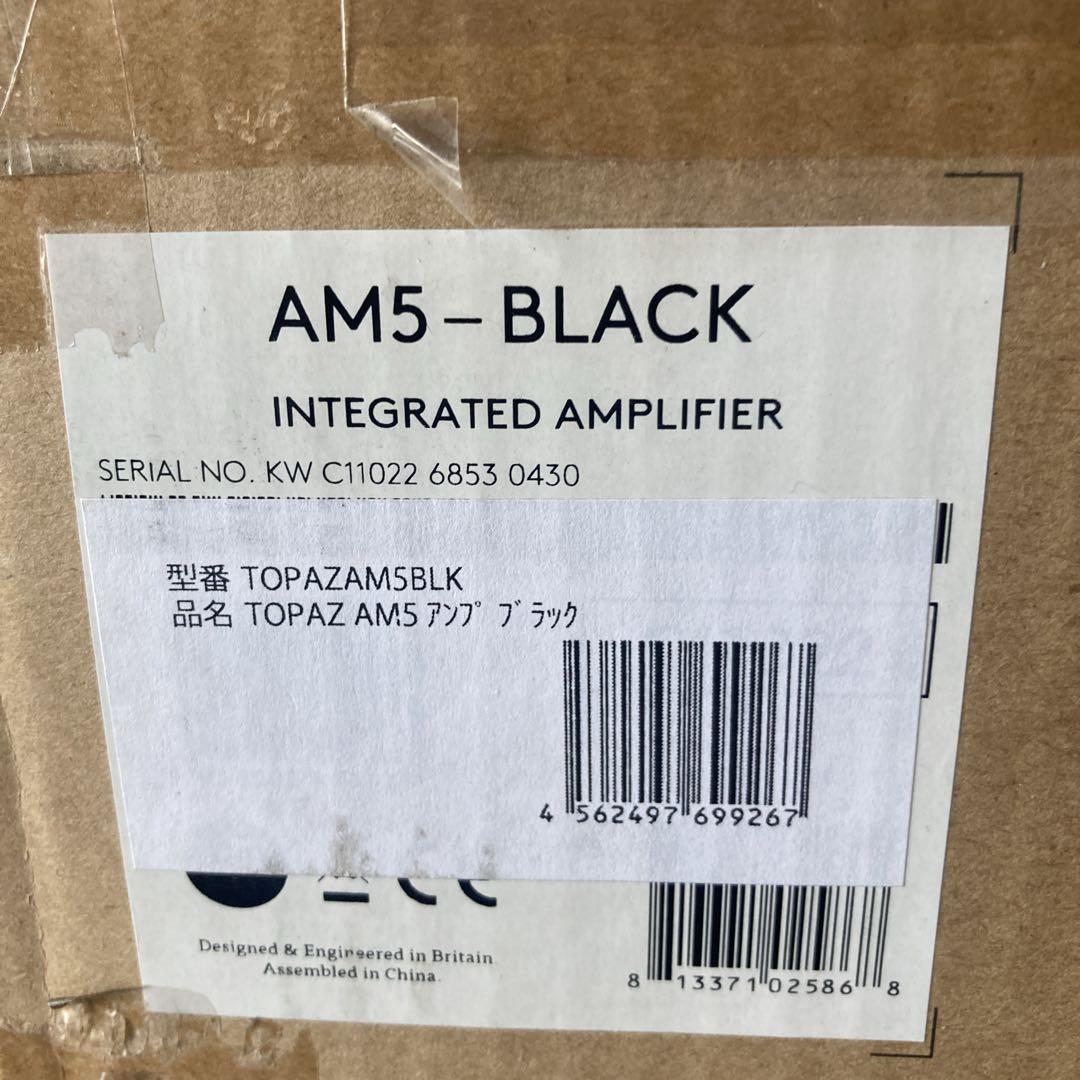 AM5 – BLACK
INTEGRATED AMPLIFIER
SERIAL NO. KW C11022 6853 0430
型番 TOPAZAM5BLK
品名 TOPAZ AM5 ｱﾝﾌﾟ ﾌﾞﾗｯｸ
4 562497 699267
Designed & Engineered in Britain
Assembled in China.
8 13371 02586 8